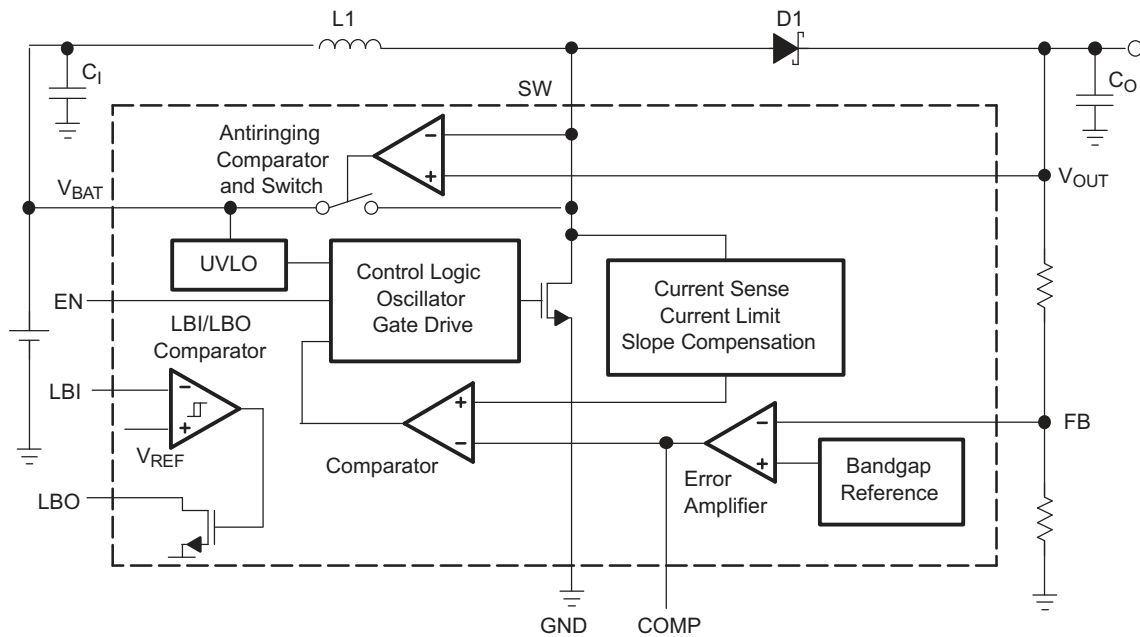 L1
D1
C_I
SW
C_O
Antiringing
Comparator
and Switch
−
+
V_BAT
V_OUT
UVLO
Control Logic
Oscillator
Gate Drive
Current Sense
Current Limit
Slope Compensation
EN
LBI/LBO
Comparator
LBI
−
+
V_REF
+
−
Comparator
−
+
FB
Error
Amplifier
Bandgap
Reference
LBO
GND
COMP